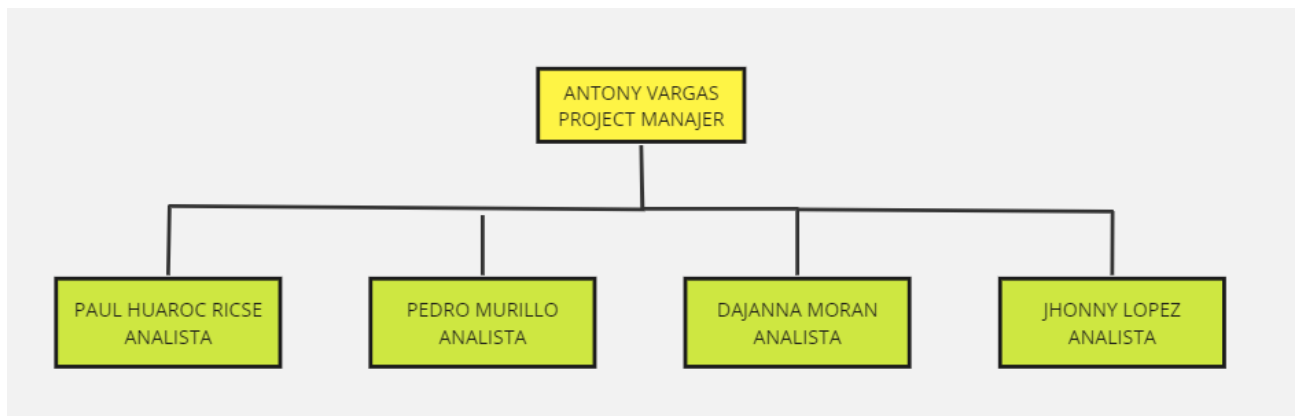 ANTONY VARGAS
PROJECT MANAJER
PAUL HUAROC RICSE
ANALISTA
PEDRO MURILLO
ANALISTA
DAJANNA MORAN
ANALISTA
JHONNY LOPEZ
ANALISTA